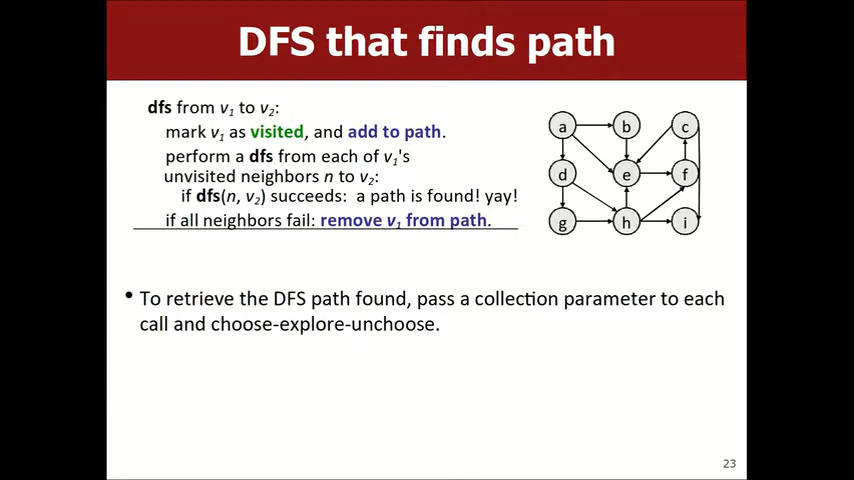 DFS that finds path
dfs from v1 to v2:
mark v1 as visited, and add to path.
perform a dfs from each of v1's
unvisited neighbors n to v2:
if dfs(n, v2) succeeds: a path is found! yay!
if all neighbors fail: remove v1 from path.
a b c
d e f
g h i
• To retrieve the DFS path found, pass a collection parameter to each
call and choose-explore-unchoose.
23